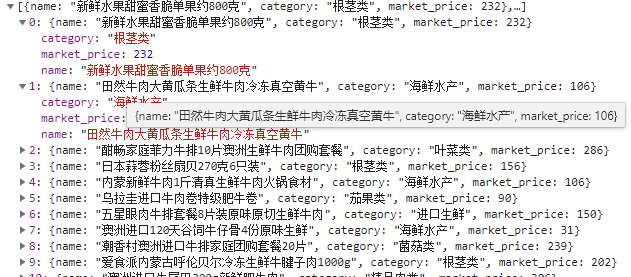 [{name: "新鲜水果甜蜜香脆单果约800克", category: "根茎类", market_price: 232},…]
0: {name: "新鲜水果甜蜜香脆单果约800克", category: "根茎类", market_price: 232}
category: "根茎类"
market_price: 232
name: "新鲜水果甜蜜香脆单果约800克"
1: {name: "田然牛肉大黄瓜条生鲜牛肉冷冻真空黄牛", category: "海鲜水产", market_price: 106}
category: "海鲜水产"
{name: "田然牛肉大黄瓜条生鲜牛肉冷冻真空黄牛", category: "海鲜水产", market_price: 106}
name: "田然牛肉大黄瓜条生鲜牛肉冷冻真空黄牛"
2: {name: "酣畅家庭菲力牛排10片澳洲生鲜牛肉团购套餐", category: "叶菜类", market_price: 286}
3: {name: "日本蒜蓉粉丝扇贝270克6只装", category: "根茎类", market_price: 156}
4: {name: "内蒙新鲜牛肉1斤清真生鲜牛肉火锅食材", category: "海鲜水产", market_price: 106}
5: {name: "乌拉圭进口牛肉卷特级肥牛卷", category: "茄果类", market_price: 90}
6: {name: "五星眼肉牛排套餐8片装原味原切生鲜牛肉", category: "进口生鲜", market_price: 150}
7: {name: "澳洲进口120天谷饲牛仔骨4份原味生鲜", category: "海鲜水产", market_price: 31}
8: {name: "潮香村澳洲进口牛排家庭团购套餐20片", category: "菌菇类", market_price: 239}
9: {name: "爱食派内蒙古呼伦贝尔冷冻生鲜牛腱子肉1000g", category: "根茎类", market_price: 202}